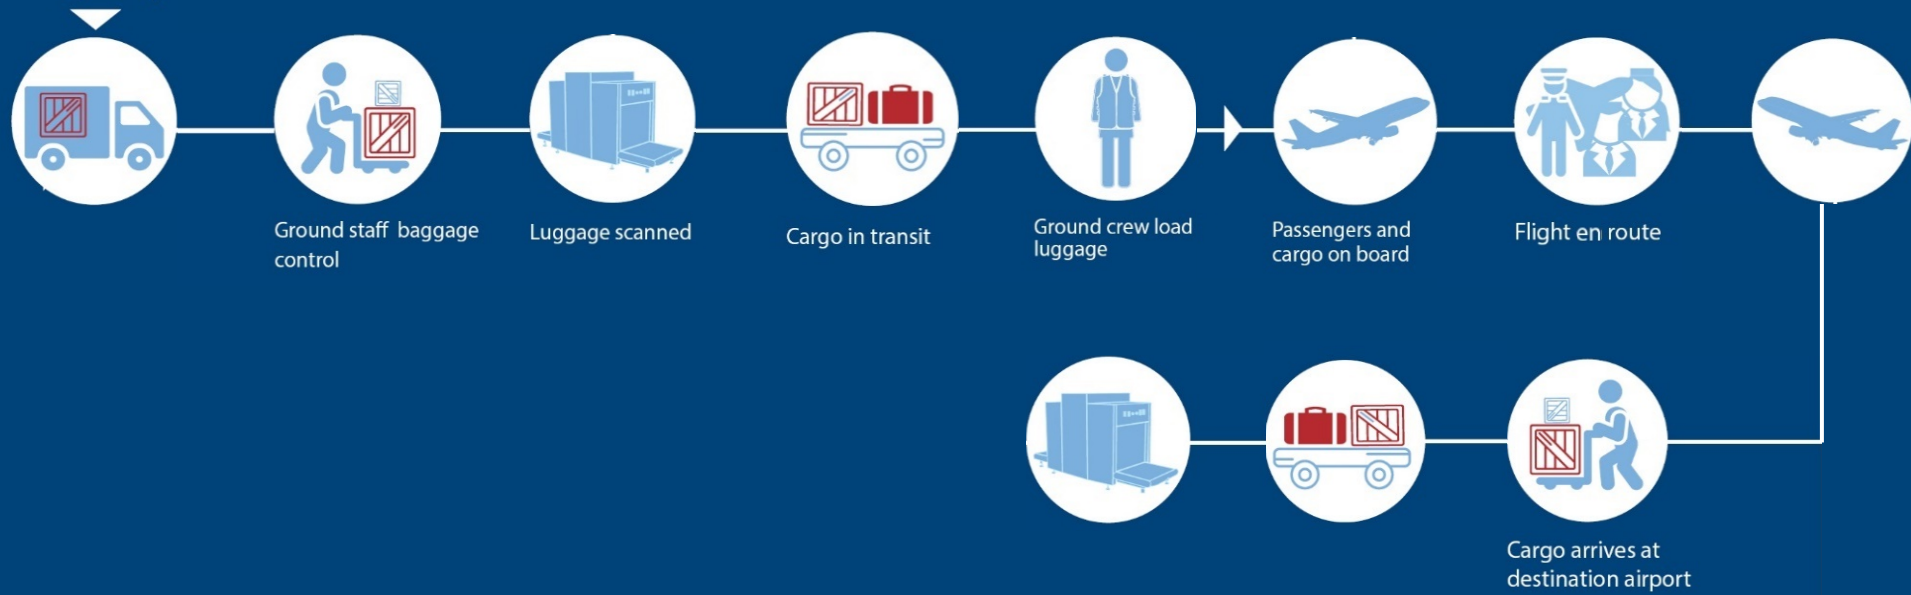 Ground staff baggage
control
Luggage scanned
Cargo in transit
Ground crew load
luggage
Passengers and
cargo on board
Flight en route
Cargo arrives at
destination airport